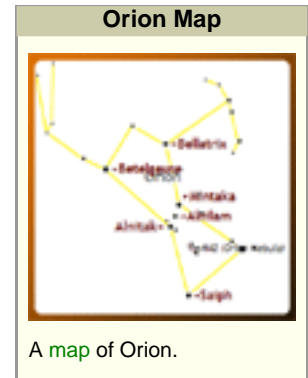 Orion Map
Bellatrix
Betelgeuse
Orion
Mintaka
Alnilam
Alnitak
Saiph
A map of Orion.